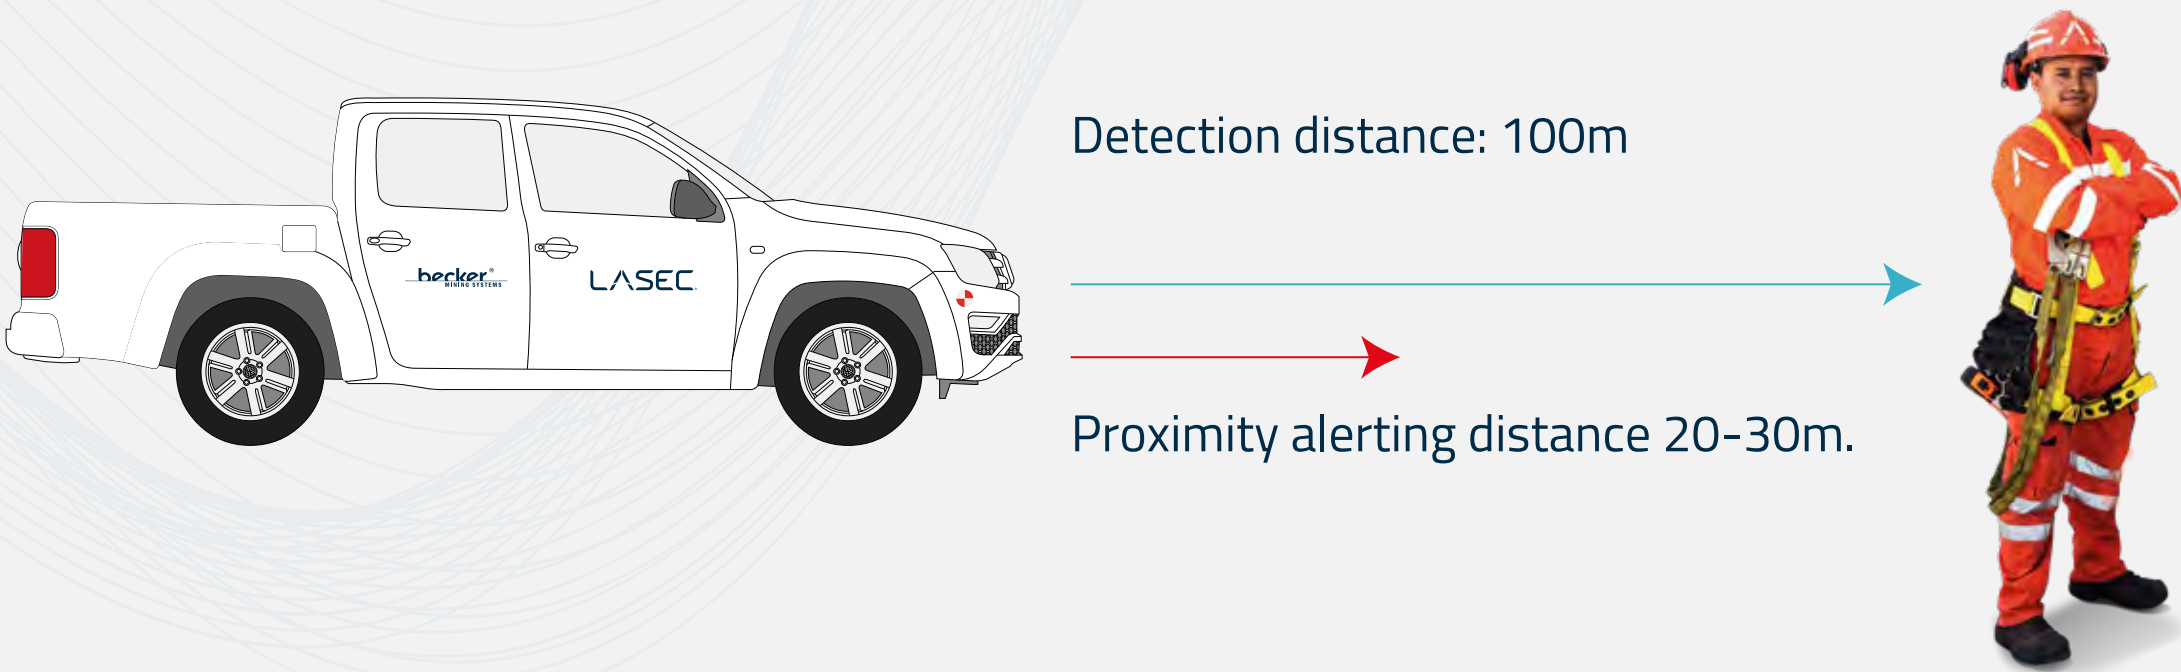 Detection distance: 100m
becker®
MINING SYSTEMS
LASEC
Proximity alerting distance 20-30m.